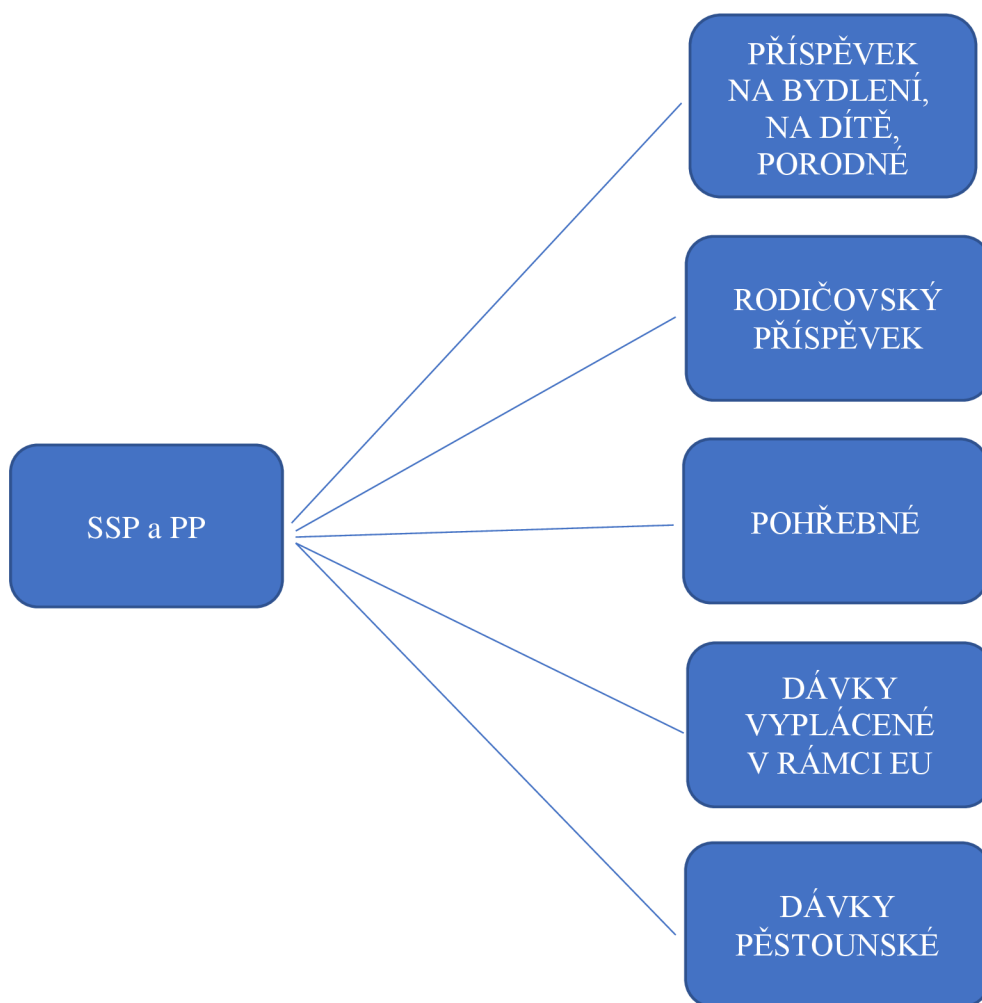 PŘÍSPĚVEK
NA BYDLENÍ,
NA DÍTĚ,
PORODNÉ
RODIČOVSKÝ
PŘÍSPĚVEK
SSP a PP
POHŘEBNÉ
DÁVKY
VYPLÁCENÉ
V RÁMCI EU
DÁVKY
PĚSTOUNSKÉ